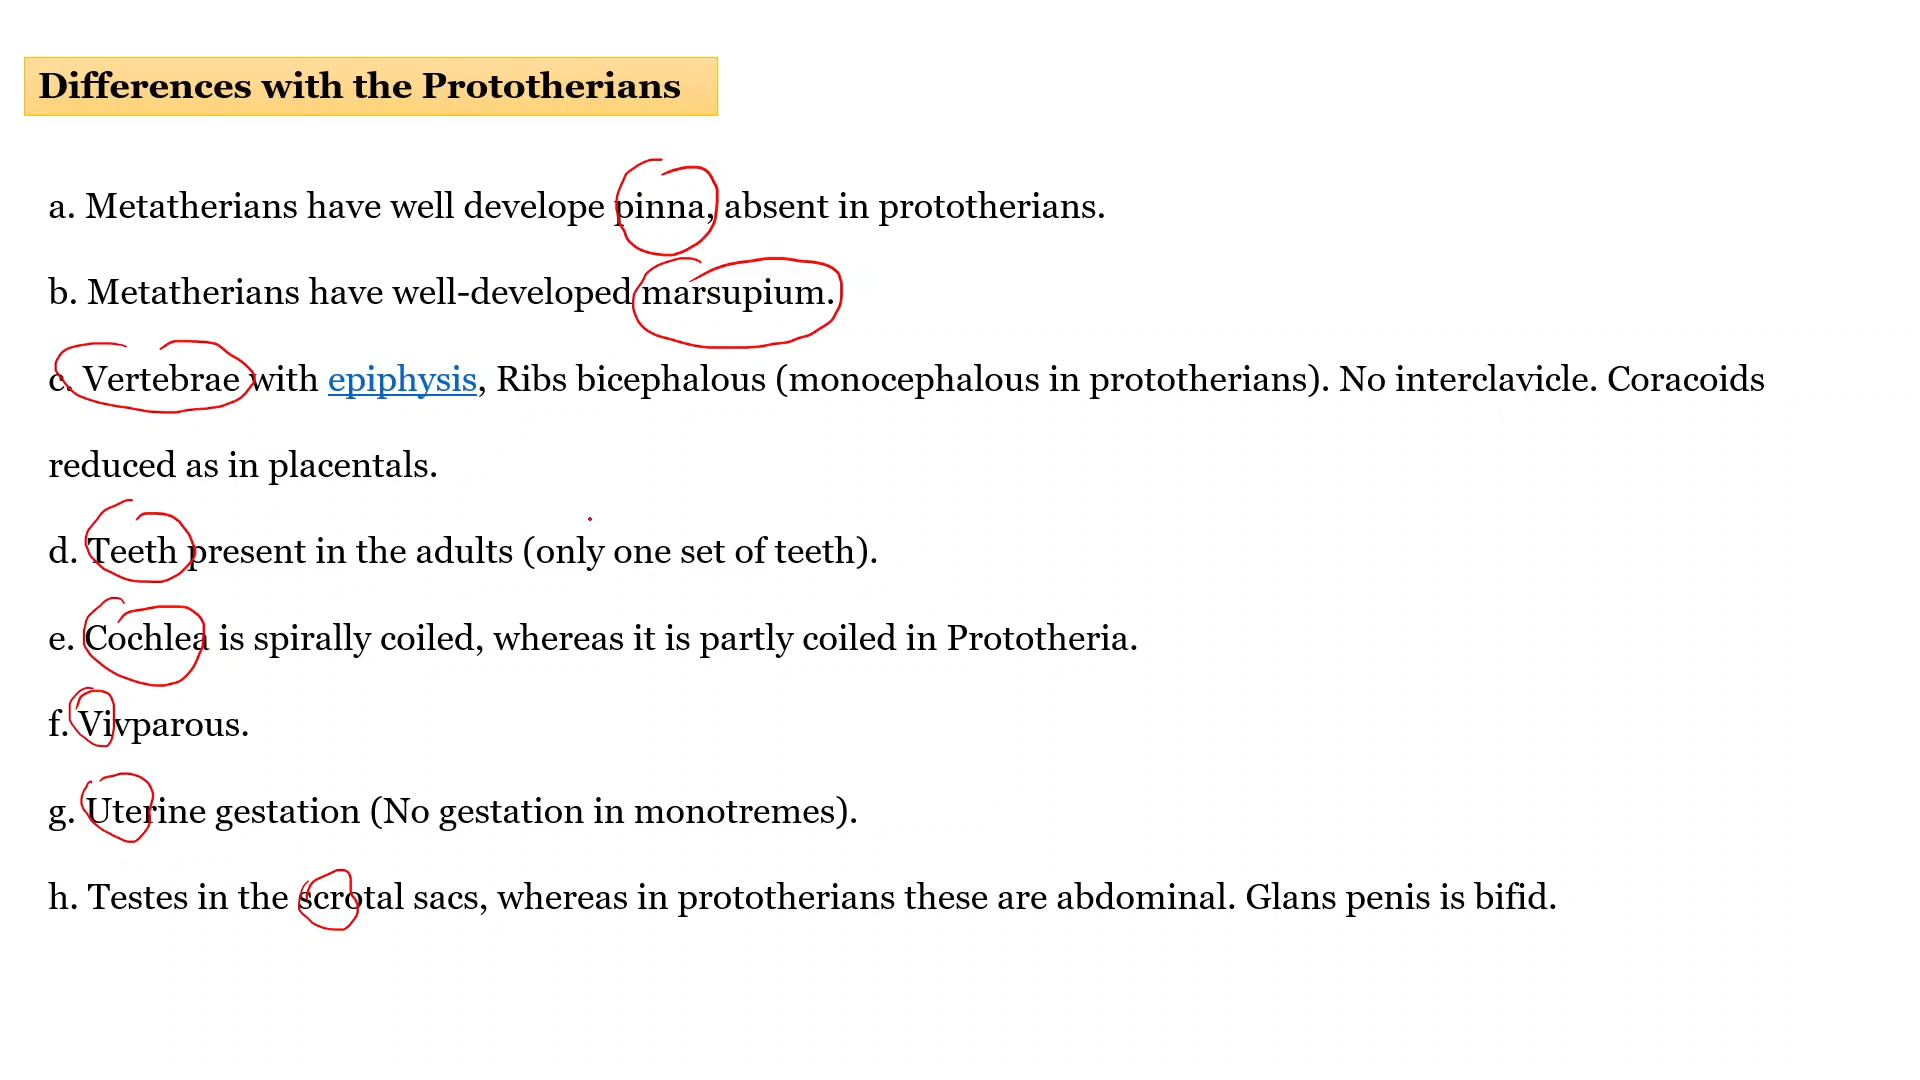 Differences with the Prototherians
a. Metatherians have well develope pinna, absent in prototherians.
b. Metatherians have well-developed marsupium.
c. Vertebrae with epiphysis, Ribs bicephalous (monocephalous in prototherians). No interclavicle. Coracoids
reduced as in placentals.
d. Teeth present in the adults (only one set of teeth).
e. Cochlea is spirally coiled, whereas it is partly coiled in Prototheria.
f. Vivparous.
g. Uterine gestation (No gestation in monotremes).
h. Testes in the scrotal sacs, whereas in prototherians these are abdominal. Glans penis is bifid.